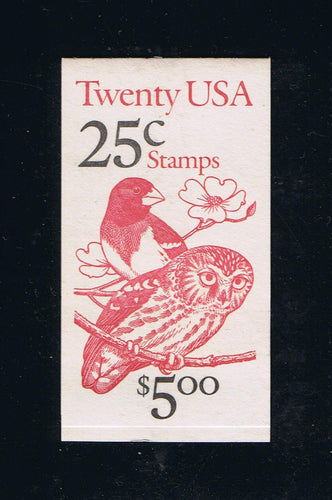 Twenty USA
25c
Stamps
$5.00